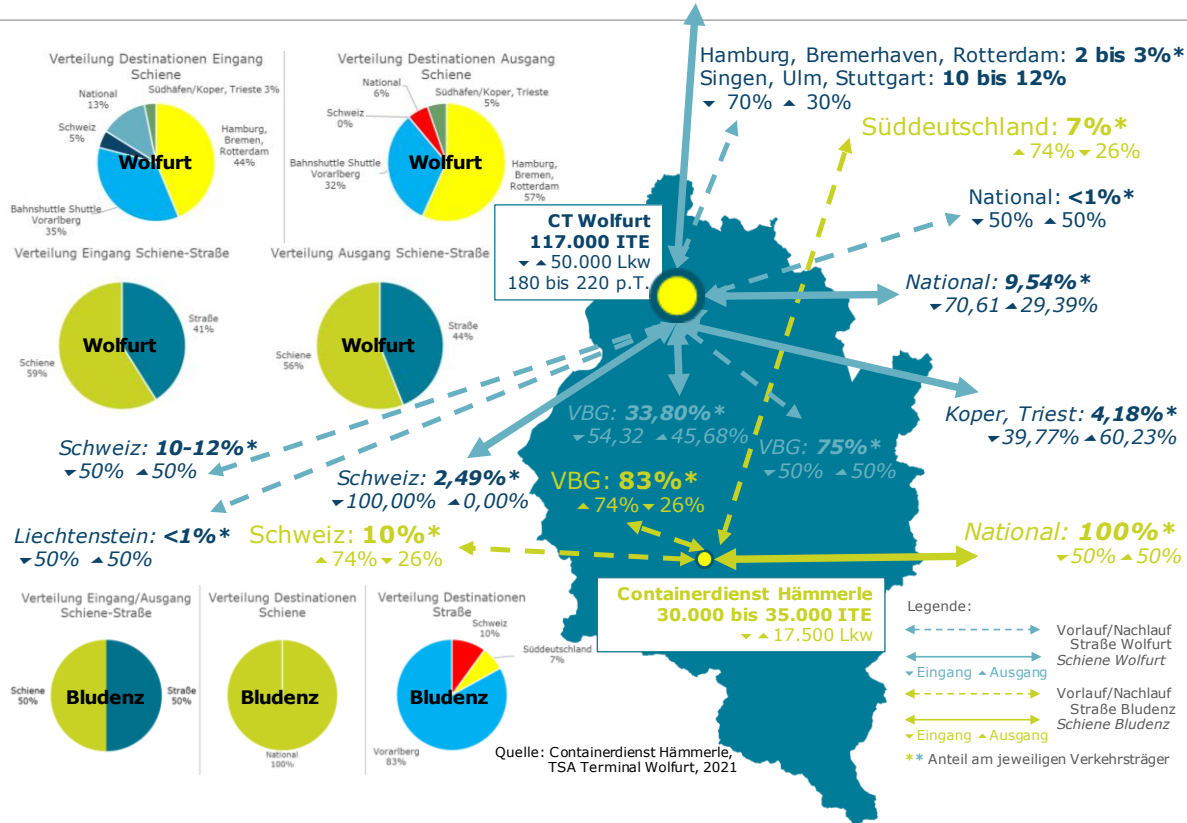 Verteilung Destinationen Eingang
Schiene
National
13%
Südhäfen/Koper, Trieste 3%
Schweiz
5%
Hamburg,
Bremen,
Rotterdam
44%
Wolfurt
Bahnshuttle Shuttle
Vorarlberg
35%
Verteilung Destinationen Ausgang
Schiene
National
6%
Südhäfen/Koper, Trieste
5%
Schweiz
0%
Bahnshuttle Shuttle
Vorarlberg
32%
Wolfurt
Hamburg,
Bremen,
Rotterdam
57%
Verteilung Eingang Schiene-Straße
Straße
41%
Wolfurt
Schiene
59%
Verteilung Ausgang Schiene-Straße
Straße
44%
Wolfurt
Schiene
56%
Hamburg, Bremerhaven, Rotterdam: 2 bis 3%*
Singen, Ulm, Stuttgart: 10 bis 12%
▾ 70% ▴ 30%
Süddeutschland: 7%*
▴ 74% ▾ 26%
National: <1%*
▾ 50% ▴ 50%
CT Wolfurt
117.000 ITE
▾ ▴ 50.000 Lkw
180 bis 220 p.T.
National: 9,54%*
▾70,61 ▴29,39%
Koper, Triest: 4,18%*
▾39,77% ▴60,23%
VBG: 33,80%*
▾54,32 ▴45,68%
VBG: 75%*
▾50% ▴50%
Schweiz: 10-12%*
▾50% ▴50%
Schweiz: 2,49%*
▾100,00% ▴0,00%
VBG: 83%*
▴74% ▾26%
Liechtenstein: <1%*
▾50% ▴50%
Schweiz: 10%*
▴74% ▾26%
National: 100%*
▾50% ▴50%
Containerdienst Hämmerle
30.000 bis 35.000 ITE
▾ ▴ 17.500 Lkw
Verteilung Eingang/Ausgang
Schiene-Straße
Schiene
50%
Bludenz
Straße
50%
Verteilung Destinationen
Schiene
Bludenz
National
100%
Verteilung Destinationen
Straße
Schweiz
10%
Süddeutschland
7%
Bludenz
Vorarlberg
83%
Quelle: Containerdienst Hämmerle,
TSA Terminal Wolfurt, 2021
Legende:
Vorlauf/Nachlauf
Straße Wolfurt
Schiene Wolfurt
▾ Eingang ▴ Ausgang
Vorlauf/Nachlauf
Straße Bludenz
Schiene Bludenz
▾ Eingang ▴ Ausgang
** Anteil am jeweiligen Verkehrsträger